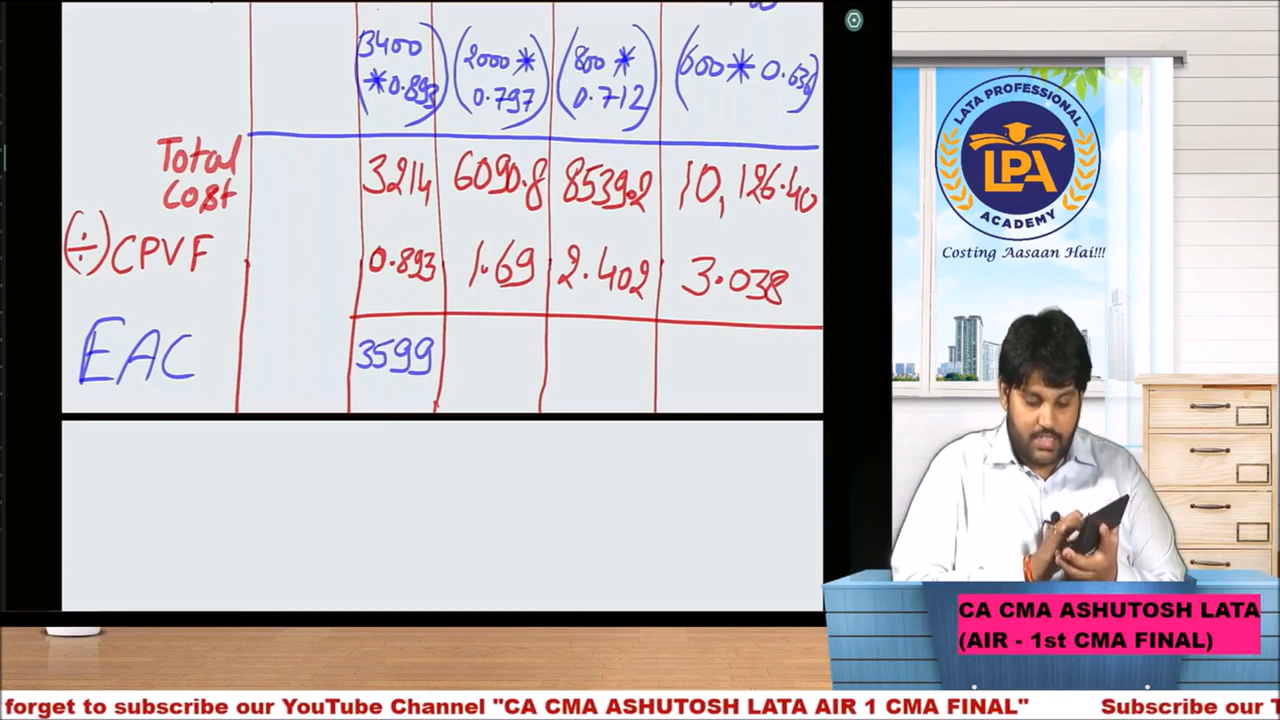 (3400 (2000 * (800 * (600 * 0.636)
* 0.893) 0.797) 0.712)
Total
Cost 3214 6090.8 8539.2 10,126.40
(÷) CPVF 0.893 1.69 2.402 3.038
EAC 3599
LATA PROFESSIONAL
LPA
ACADEMY
Costing Aasaan Hai!!!
CA CMA ASHUTOSH LATA
(AIR - 1st CMA FINAL)
forget to subscribe our YouTube Channel "CA CMA ASHUTOSH LATA AIR 1 CMA FINAL" Subscribe our